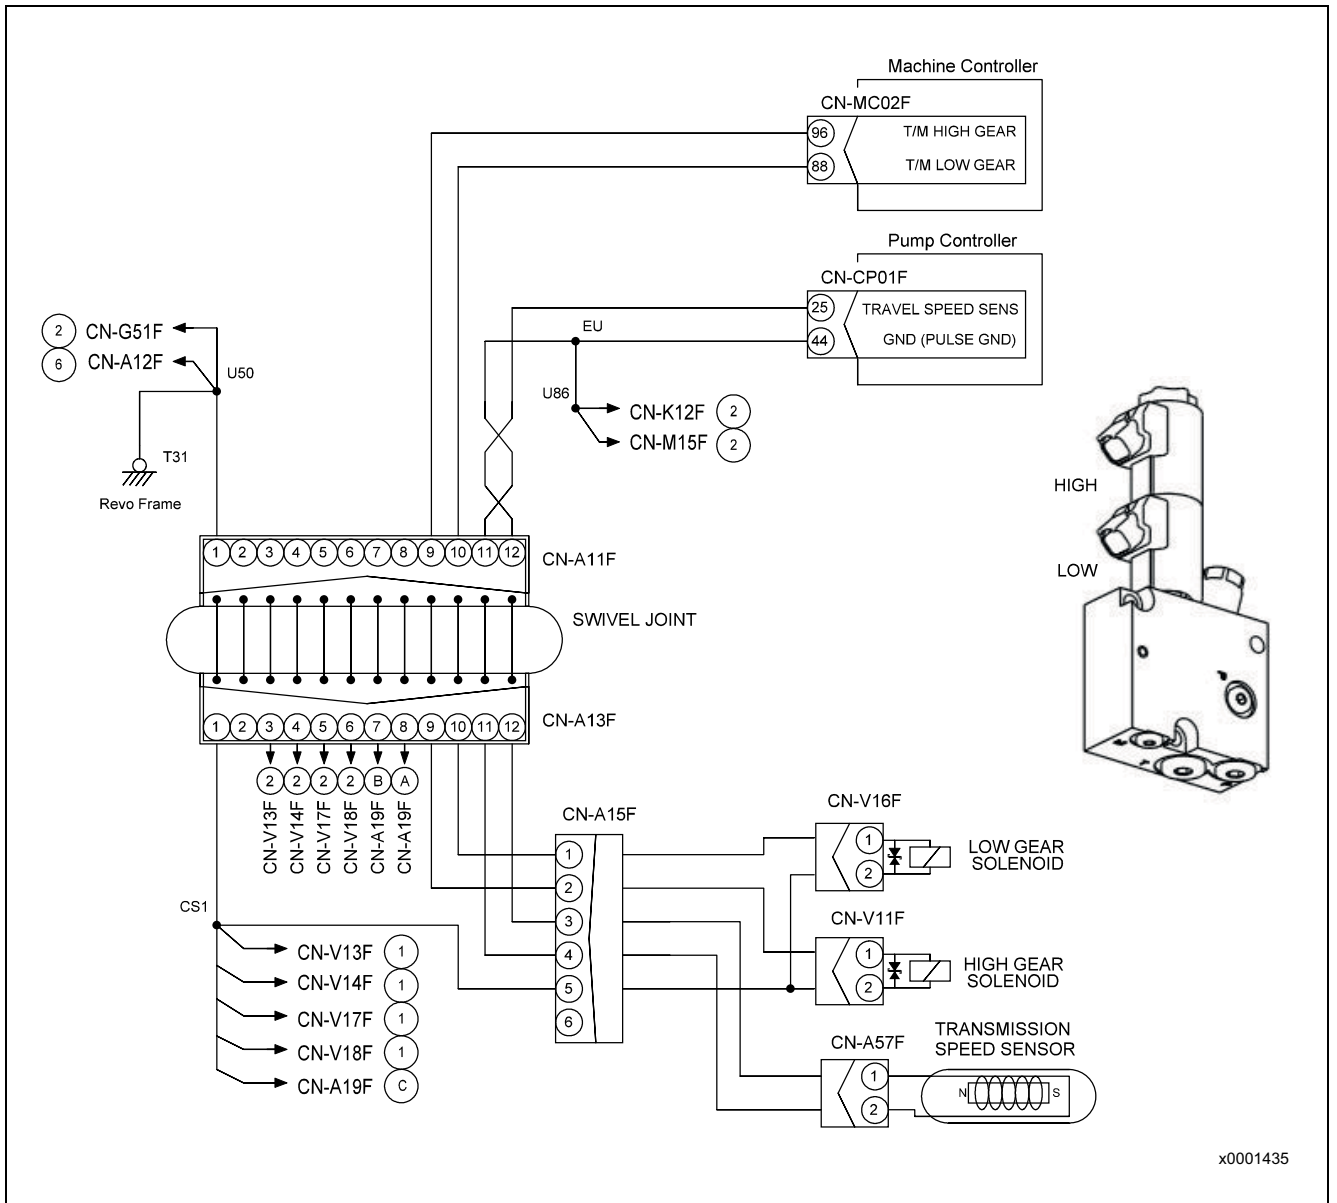 Machine Controller
CN-MC02F
96 T/M HIGH GEAR
88 T/M LOW GEAR
Pump Controller
CN-CP01F
25 TRAVEL SPEED SENS
44 GND (PULSE GND)
EU
2 CN-G51F
6 CN-A12F
U50
U86
CN-K12F 2
CN-M15F 2
T31
Revo Frame
HIGH
LOW
1 2 3 4 5 6 7 8 9 10 11 12
CN-A11F
SWIVEL JOINT
CN-A13F
1 2 3 4 5 6 7 8 9 10 11 12
2 2 2 2 B A
CN-V13F
CN-V14F
CN-V17F
CN-V18F
CN-A19F
CN-A19F
CN-A15F
1
2
3
4
5
6
CN-V16F
1
2
LOW GEAR
SOLENOID
CN-V11F
1
2
HIGH GEAR
SOLENOID
CS1
CN-V13F 1
CN-V14F 1
CN-V17F 1
CN-V18F 1
CN-A19F C
CN-A57F
1
2
TRANSMISSION
SPEED SENSOR
N S
x0001435